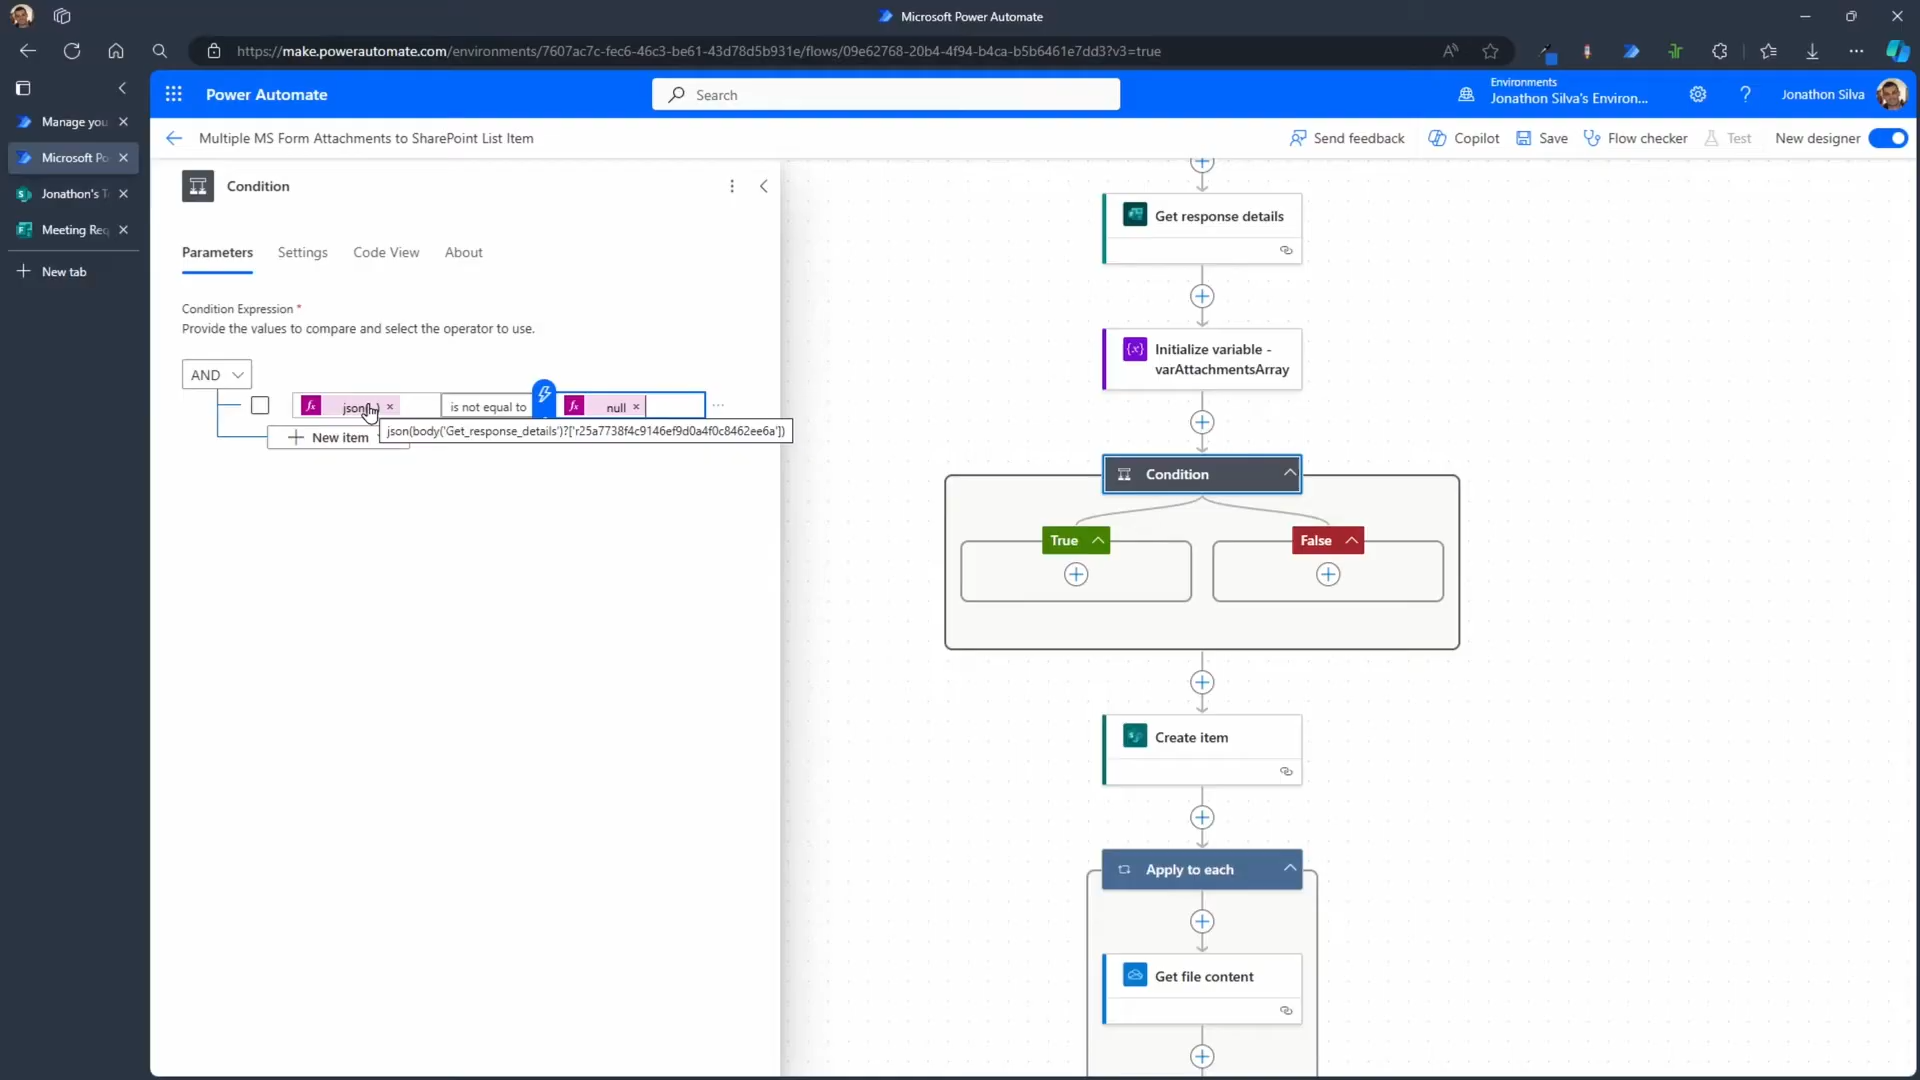 Microsoft Power Automate
https://make.powerautomate.com/environments/7607ac7c-fec6-46c3-be61-43d78d5b931e/flows/09e62768-20b4-4f94-b4ca-b5b6461e7dd3?v3=true
Manage you
Microsoft Po
Jonathon's T
Meeting Req
New tab
Power Automate
Search
Environments
Jonathon Silva's Environ...
Jonathon Silva
Multiple MS Form Attachments to SharePoint List Item
Send feedback
Copilot
Save
Flow checker
Test
New designer
Condition
Parameters
Settings
Code View
About
Condition Expression *
Provide the values to compare and select the operator to use.
AND
fx
json(
is not equal to
fx
null
New item
json(body('Get_response_details')?['r25a7738f4c9146ef9d0a4f0c8462ee6a'])
Get response details
Initialize variable -
varAttachmentsArray
Condition
True
False
Create item
Apply to each
Get file content